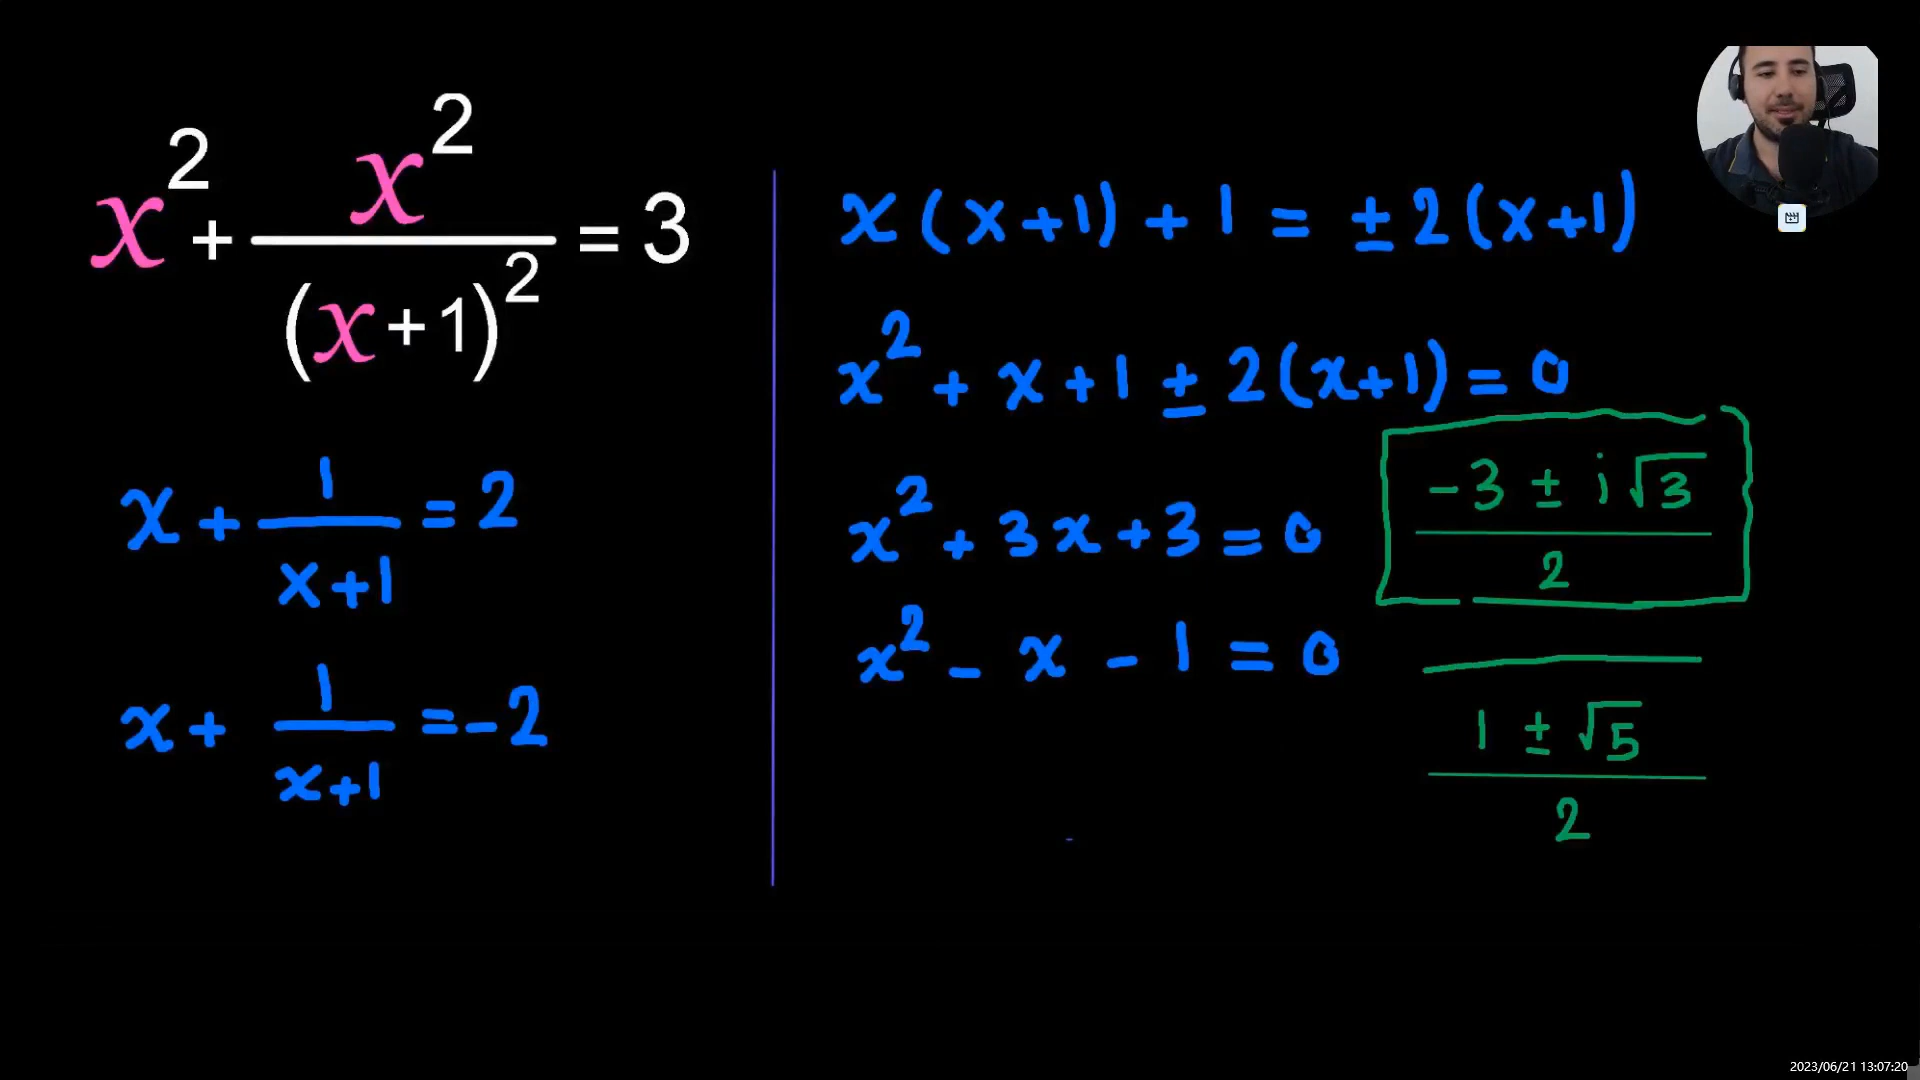 x² + x²/(x+1)² = 3
x + 1/(x+1) = 2
x + 1/(x+1) = -2
x(x+1) + 1 = ± 2(x+1)
x² + x + 1 ± 2(x+1) = 0
x² + 3x + 3 = 0
(-3 ± i√3)/2
x² - x - 1 = 0
(1 ± √5)/2
2023/06/21 13:07:20